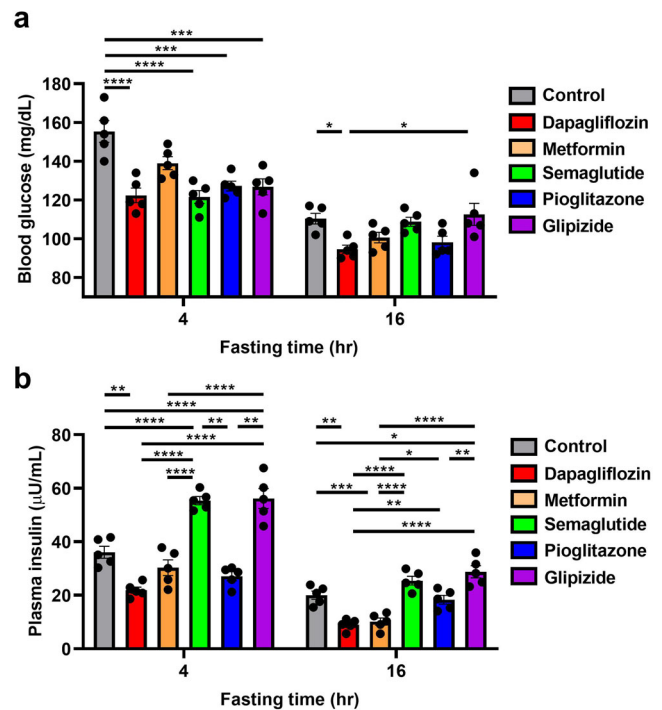 a
***
***
****
****
*
*
180
160
140
120
100
80
Blood glucose (mg/dL)
4
16
Fasting time (hr)
Control
Dapagliflozin
Metformin
Semaglutide
Pioglitazone
Glipizide
b
**
****
****
****
****
**
**
****
****
****
**
****
*
****
*
**
***
****
**
****
80
60
40
20
0
Plasma insulin (μU/mL)
4
16
Fasting time (hr)
Control
Dapagliflozin
Metformin
Semaglutide
Pioglitazone
Glipizide